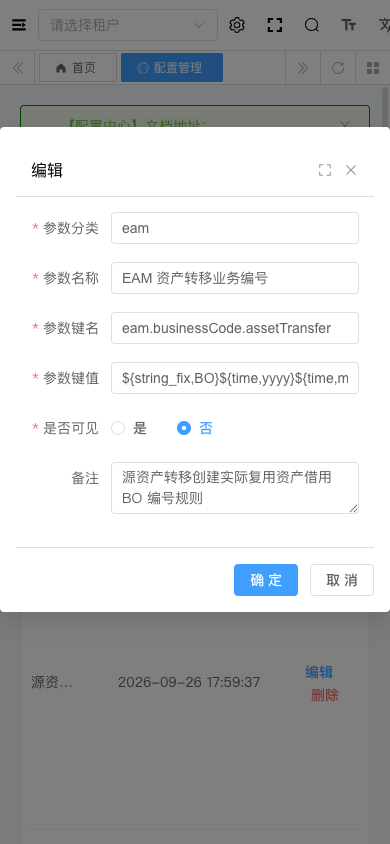 请选择租户
首页
配置管理
【配置中心】文档地址：
编辑
* 参数分类
eam
* 参数名称
EAM 资产转移业务编号
* 参数键名
eam.businessCode.assetTransfer
* 参数键值
${string_fix,BO}${time,yyyy}${time,m
* 是否可见
是
否
备注
源资产转移创建实际复用资产借用
BO 编号规则
确 定
取 消
源资...
2026-09-26 17:59:37
编辑
删除